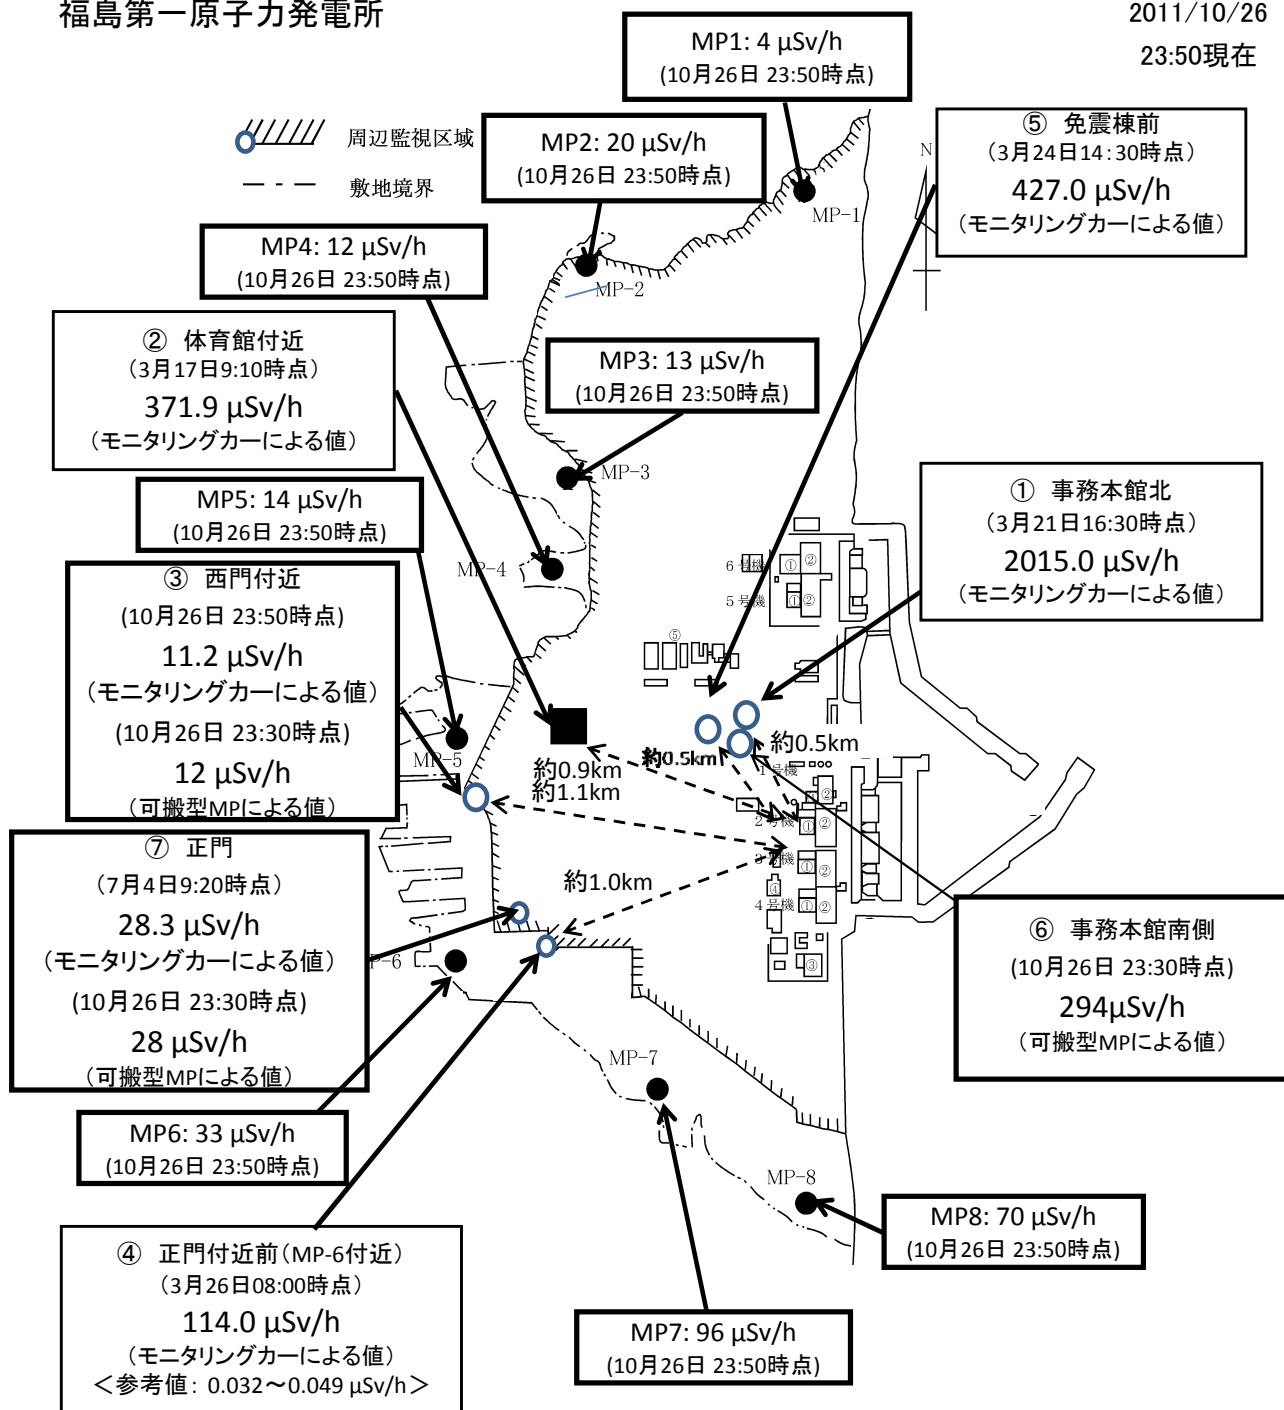 福島第一原子力発電所
2011/10/26
23:50現在
MP1: 4 μSv/h
(10月26日 23:50時点)
周辺監視区域
敷地境界
MP2: 20 μSv/h
(10月26日 23:50時点)
⑤ 免震棟前
(3月24日14:30時点)
427.0 μSv/h
(モニタリングカーによる値)
N
MP-1
MP4: 12 μSv/h
(10月26日 23:50時点)
MP-2
② 体育館付近
(3月17日9:10時点)
371.9 μSv/h
(モニタリングカーによる値)
MP3: 13 μSv/h
(10月26日 23:50時点)
MP-3
① 事務本館北
(3月21日16:30時点)
2015.0 μSv/h
(モニタリングカーによる値)
MP5: 14 μSv/h
(10月26日 23:50時点)
MP-4
6号機
① ②
5号機
① ②
③ 西門付近
(10月26日 23:50時点)
11.2 μSv/h
(モニタリングカーによる値)
(10月26日 23:30時点)
12 μSv/h
(可搬型MPによる値)
⑤
MP-5
約0.9km
約1.1km
約0.5km
約0.5km
1号機
②
2号機
① ②
3号機
① ②
④
4号機
① ②
③
約1.0km
⑦ 正門
(7月4日9:20時点)
28.3 μSv/h
(モニタリングカーによる値)
(10月26日 23:30時点)
28 μSv/h
(可搬型MPによる値)
P-6
⑥ 事務本館南側
(10月26日 23:30時点)
294μSv/h
(可搬型MPによる値)
MP-7
MP6: 33 μSv/h
(10月26日 23:50時点)
MP-8
MP8: 70 μSv/h
(10月26日 23:50時点)
④ 正門付近前(MP-6付近)
(3月26日08:00時点)
114.0 μSv/h
(モニタリングカーによる値)
<参考値: 0.032~0.049 μSv/h>
MP7: 96 μSv/h
(10月26日 23:50時点)